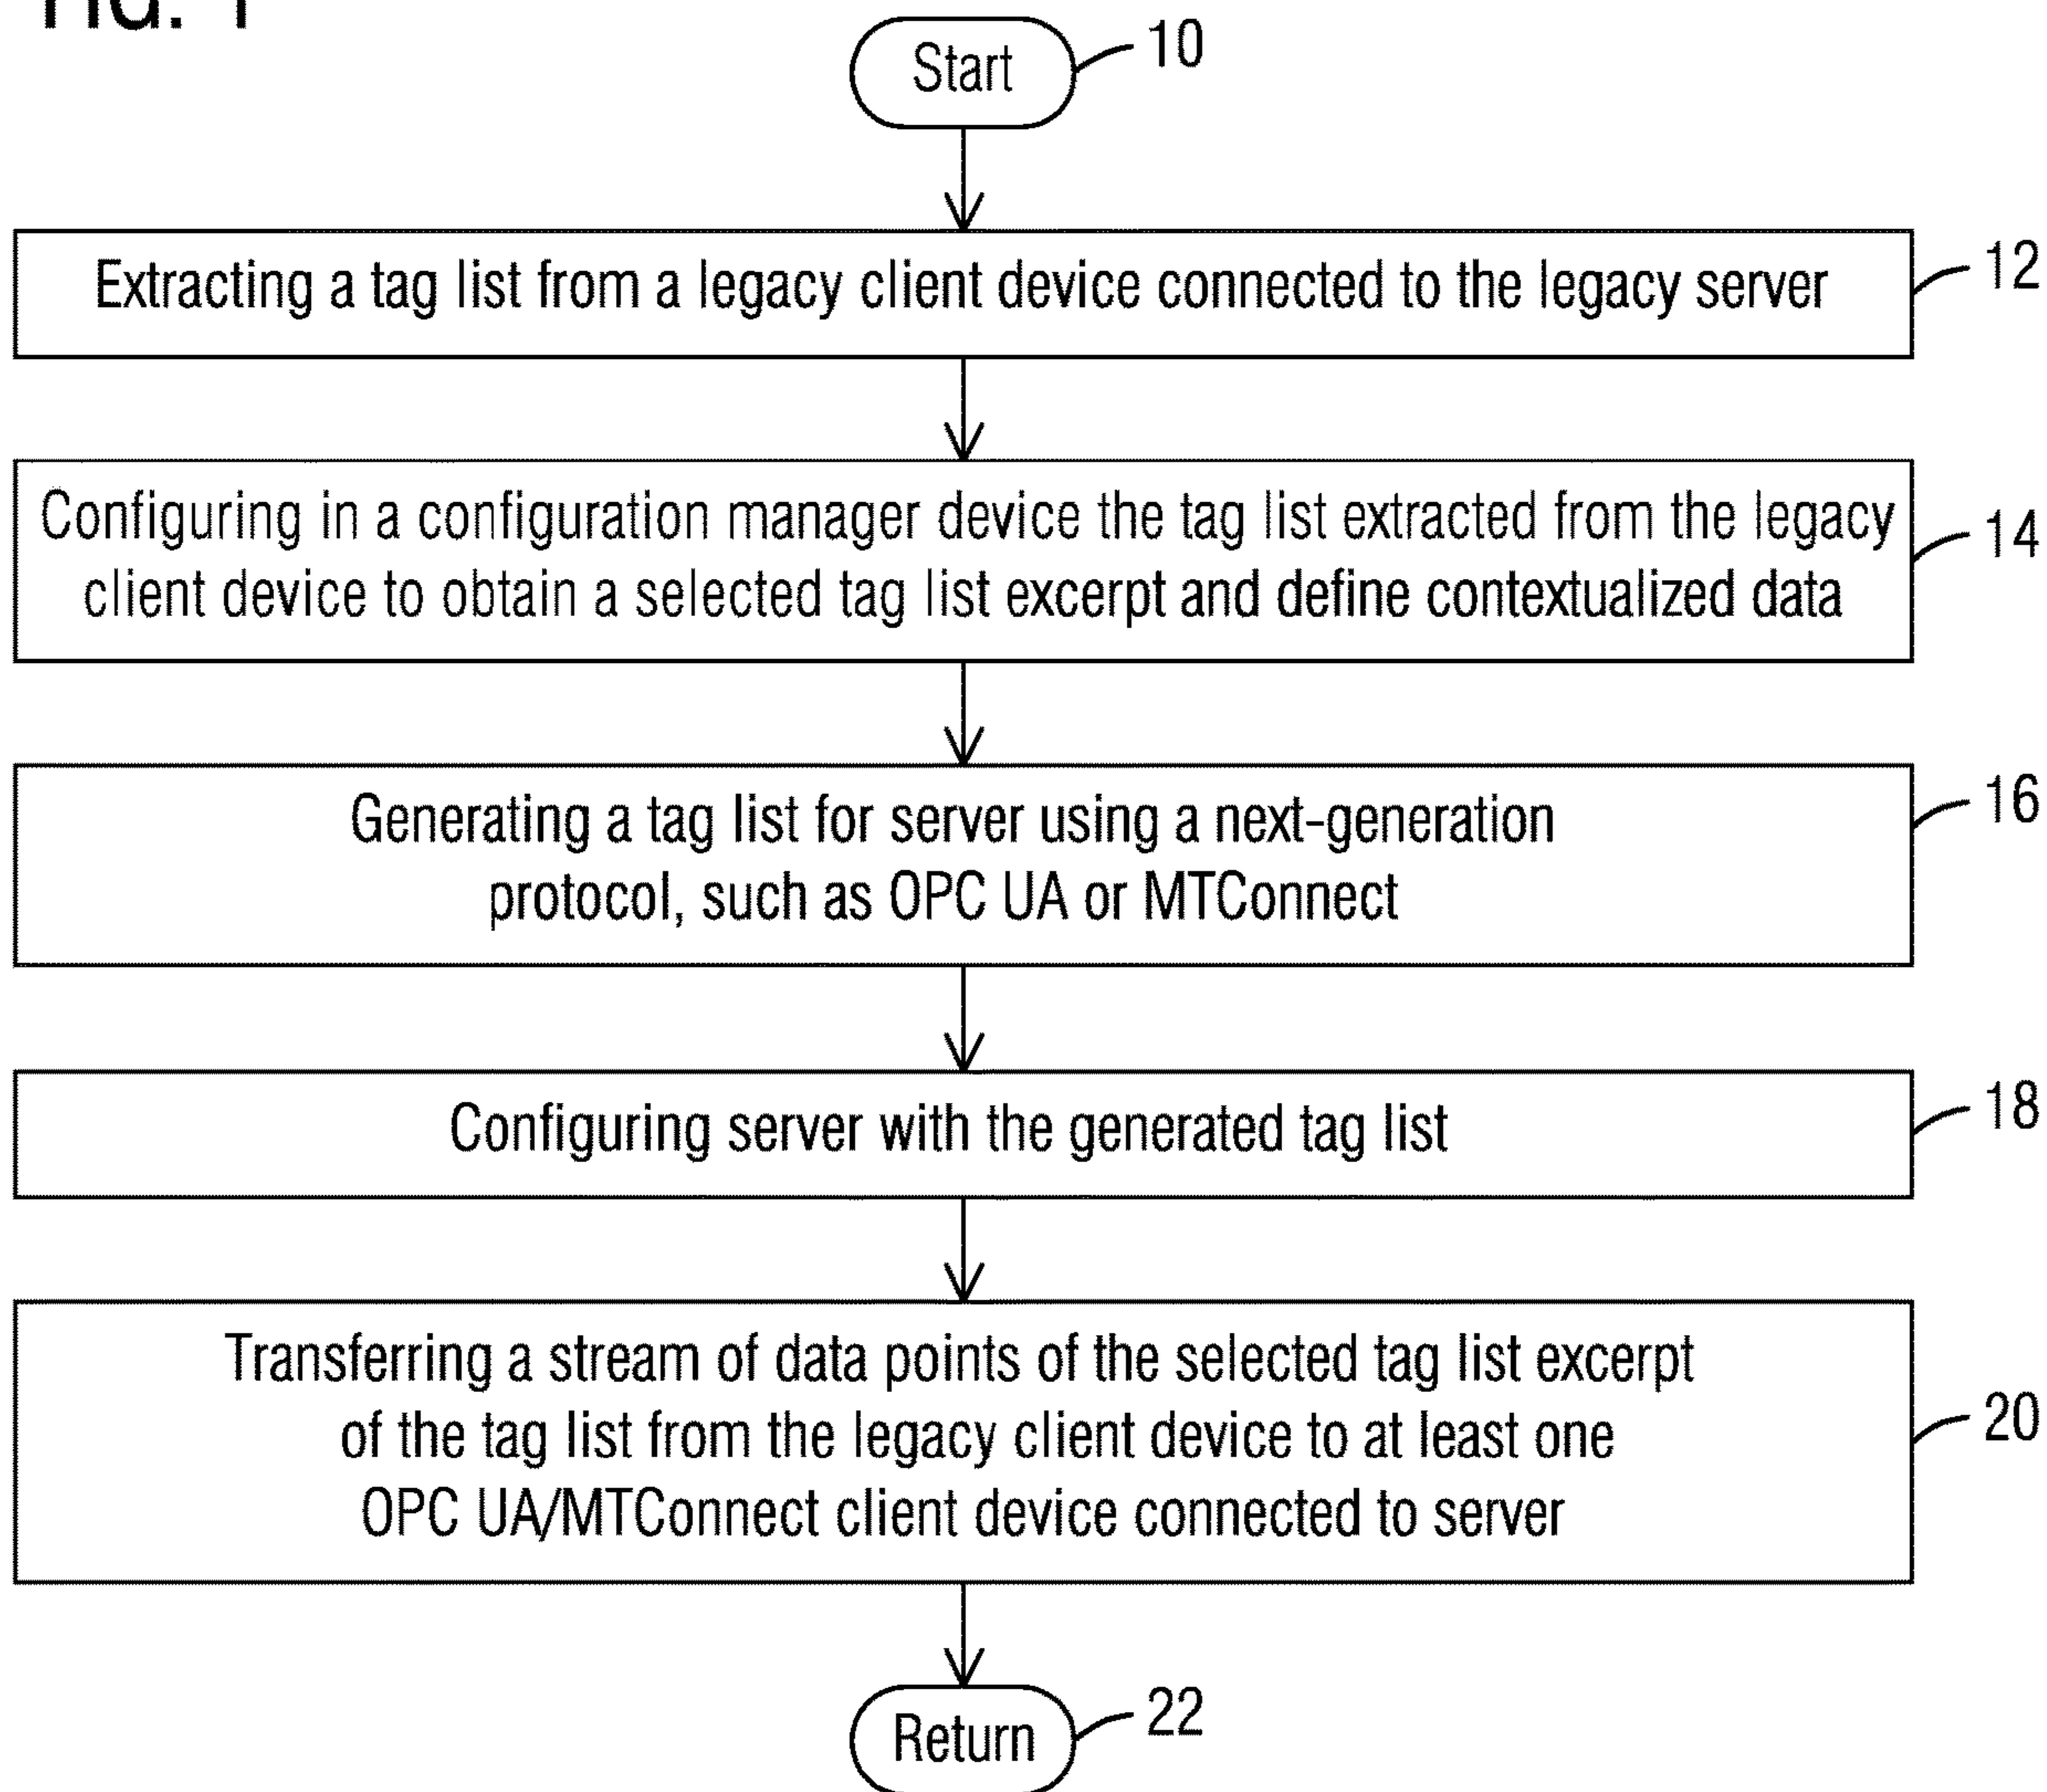 FIG. 1
Start
10
Extracting a tag list from a legacy client device connected to the legacy server
12
Configuring in a configuration manager device the tag list extracted from the legacy
client device to obtain a selected tag list excerpt and define contextualized data
14
Generating a tag list for server using a next-generation
protocol, such as OPC UA or MTConnect
16
Configuring server with the generated tag list
18
Transferring a stream of data points of the selected tag list excerpt
of the tag list from the legacy client device to at least one
OPC UA/MTConnect client device connected to server
20
Return
22